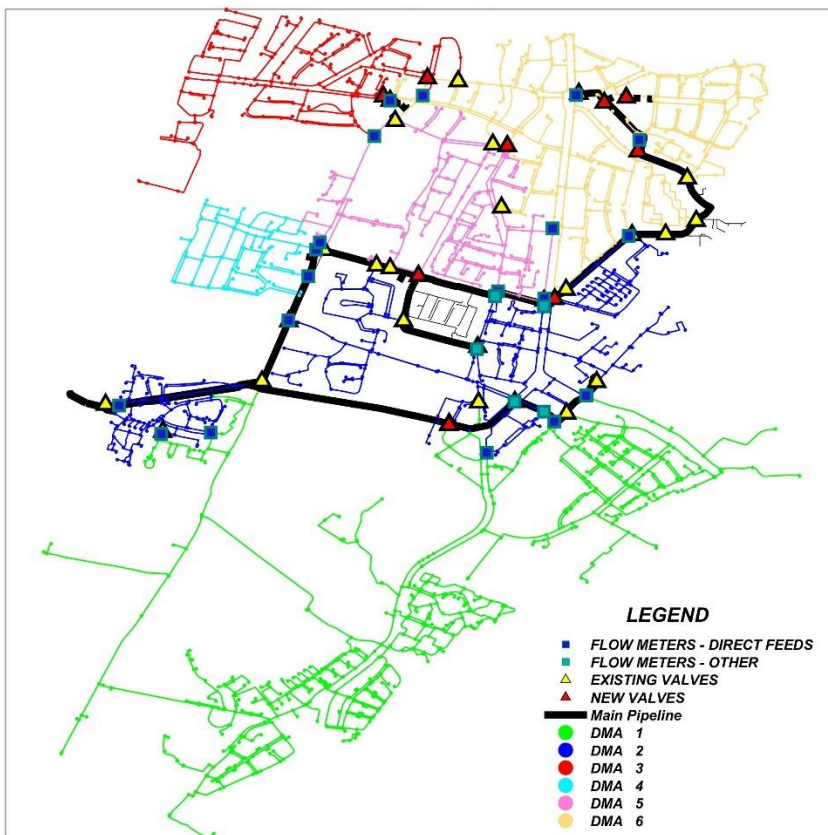 LEGEND
FLOW METERS - DIRECT FEEDS
FLOW METERS - OTHER
EXISTING VALVES
NEW VALVES
Main Pipeline
DMA 1
DMA 2
DMA 3
DMA 4
DMA 5
DMA 6